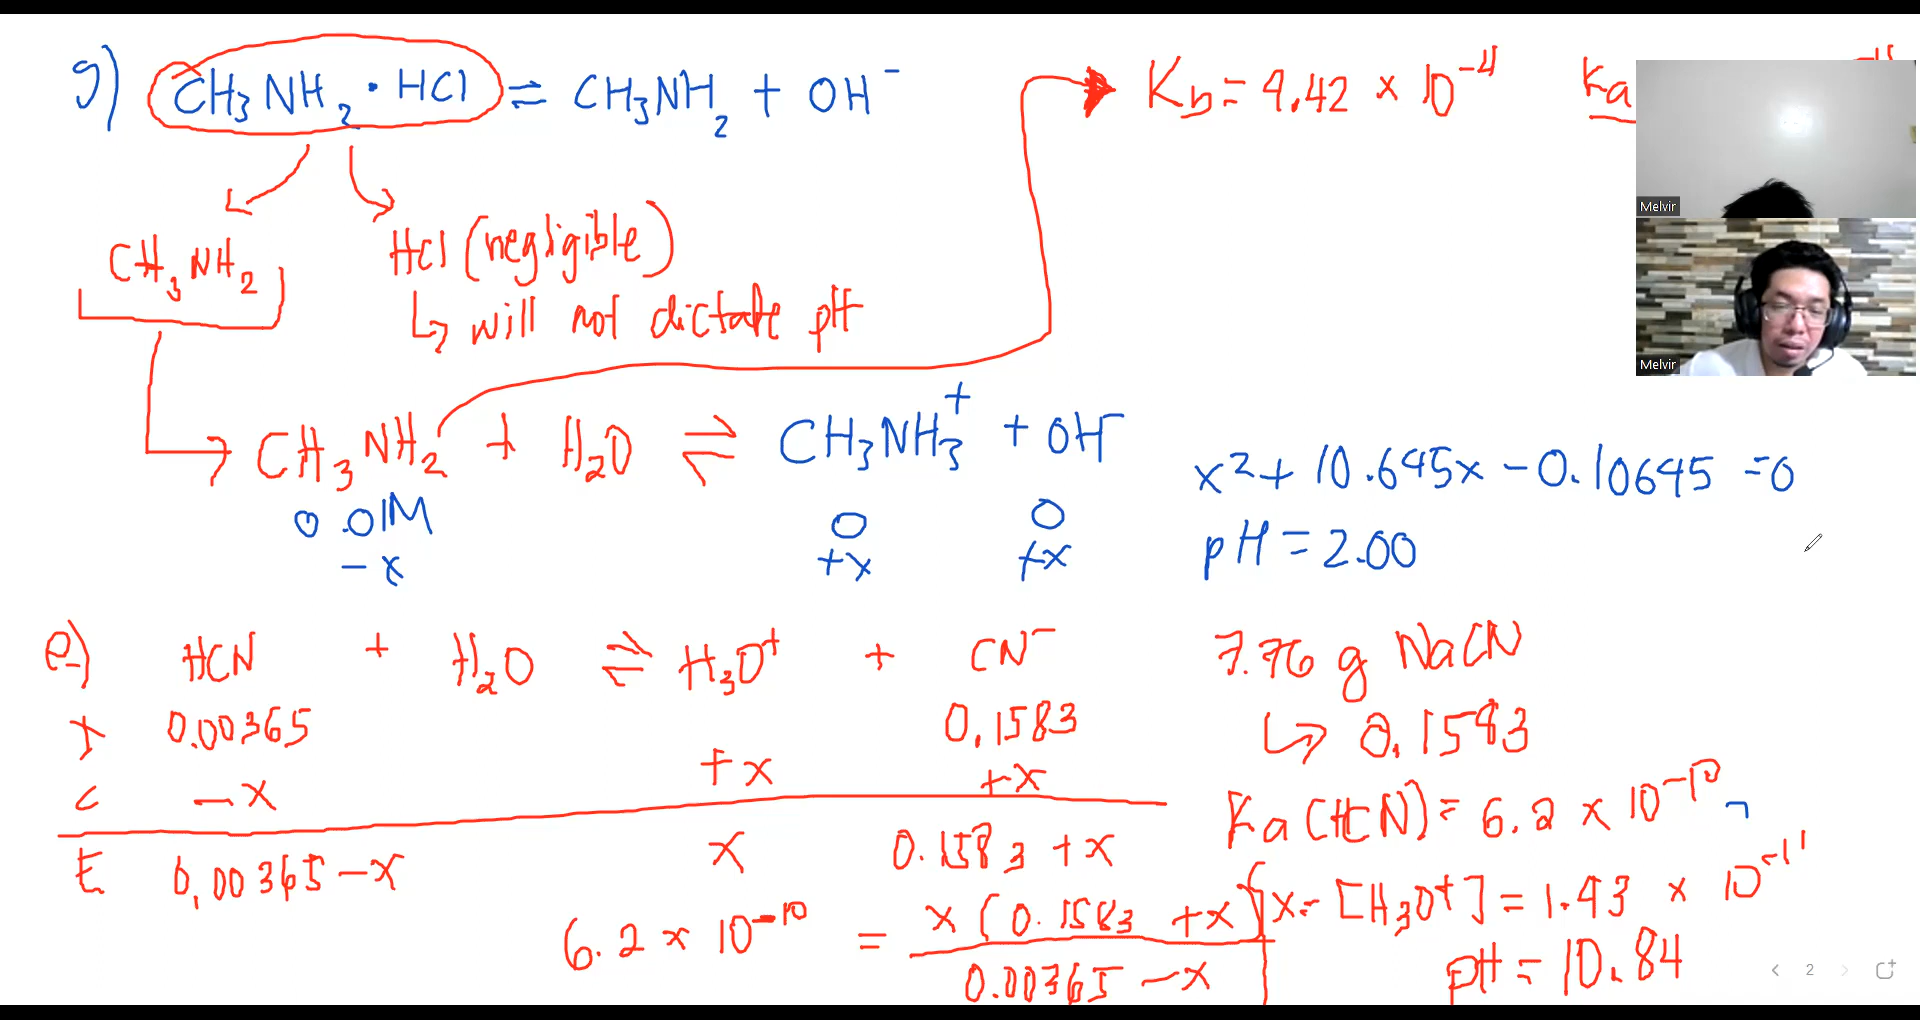 g) CH₃NH₂ · HCl ⇌ CH₃NH₂ + OH⁻
Kb = 9.42 × 10⁻⁴
Ka
CH₃NH₂
HCl (negligible)
↳ will not dictate pH
→ CH₃NH₂ + H₂O ⇌ CH₃NH₃⁺ + OH⁻
0.01M 0 0
-x +x +x
x² + 10.645x - 0.10645 = 0
pH = 2.00
e) HCN + H₂O ⇌ H₃O⁺ + CN⁻
I 0.00365 0.1583
C -x +x +x
E 0.00365-x x 0.1583 + x
6.2 × 10⁻¹⁰ = x(0.1583 + x) / 0.00365 - x
7.76 g NaCN
↳ 0.1583
Ka (HCN) = 6.2 × 10⁻¹⁰
x = [H₃O⁺] = 1.43 × 10⁻¹¹
pH = 10.84
Melvir
Melvir
2